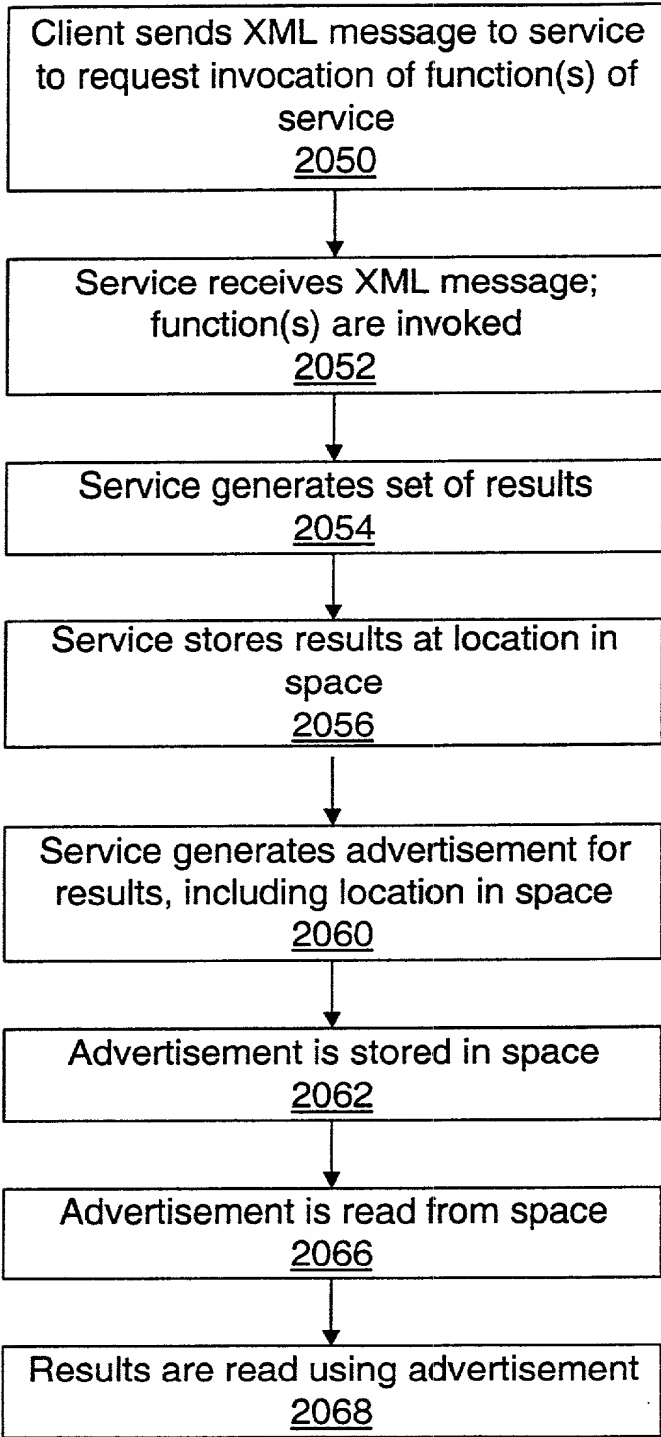 Client sends XML message to service
to request invocation of function(s) of
service
2050
Service receives XML message;
function(s) are invoked
2052
Service generates set of results
2054
Service stores results at location in
space
2056
Service generates advertisement for
results, including location in space
2060
Advertisement is stored in space
2062
Advertisement is read from space
2066
Results are read using advertisement
2068